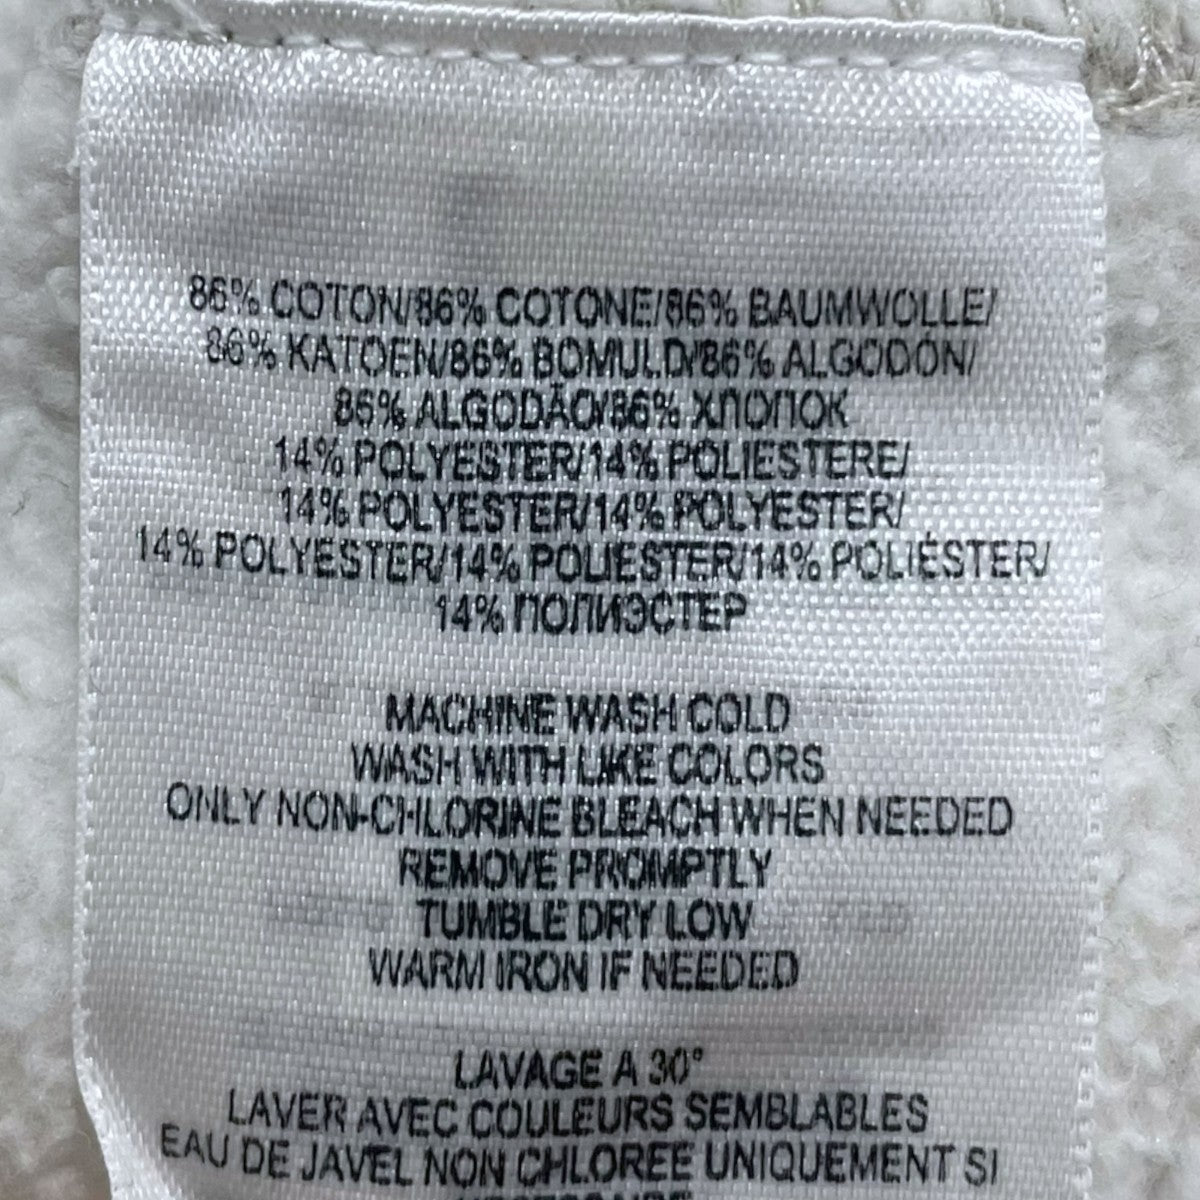 86% COTON/86% COTONE/86% BAUMWOLLE/
86% KATOEN/86% BOMULD/86% ALGODÓN/
86% ALGODÃO/86% ХПОПОК
14% POLYESTER/14% POLIESTERE/
14% POLYESTER/14% POLYESTER/
14% POLYESTER/14% POLIESTER/14% POLIÉSTER/
14% ПОЛИЭСТЕР
MACHINE WASH COLD
WASH WITH LIKE COLORS
ONLY NON-CHLORINE BLEACH WHEN NEEDED
REMOVE PROMPTLY
TUMBLE DRY LOW
WARM IRON IF NEEDED
LAVAGE A 30°
LAVER AVEC COULEURS SEMBLABLES
EAU DE JAVEL NON CHLOREE UNIQUEMENT SI